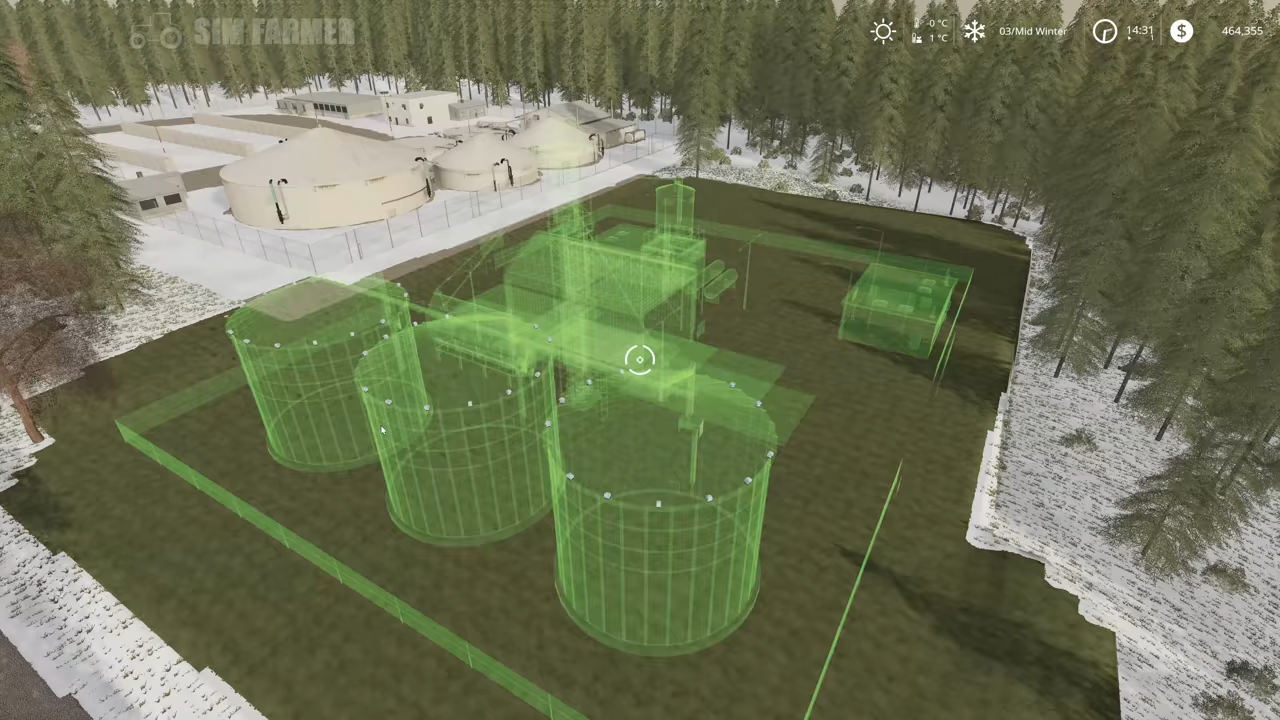 SIM FARMER
-0 °C
1 °C
03/Mid Winter
14:31
$
464,355